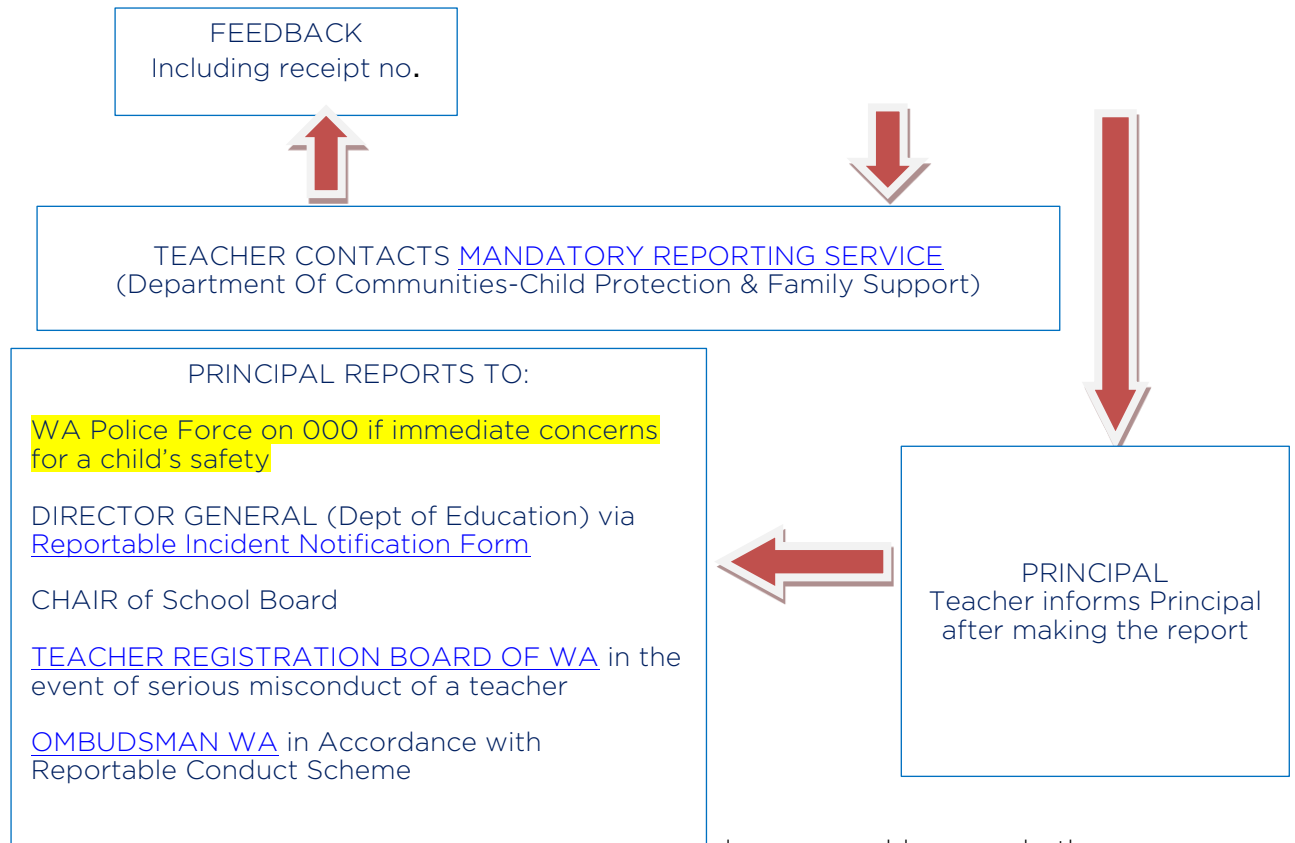 FEEDBACK
Including receipt no.
TEACHER CONTACTS MANDATORY REPORTING SERVICE
(Department Of Communities-Child Protection & Family Support)
PRINCIPAL REPORTS TO:
WA Police Force on 000 if immediate concerns
for a child's safety
DIRECTOR GENERAL (Dept of Education) via
Reportable Incident Notification Form
CHAIR of School Board
TEACHER REGISTRATION BOARD OF WA in the
event of serious misconduct of a teacher
OMBUDSMAN WA in Accordance with
Reportable Conduct Scheme
PRINCIPAL
Teacher informs Principal
after making the report